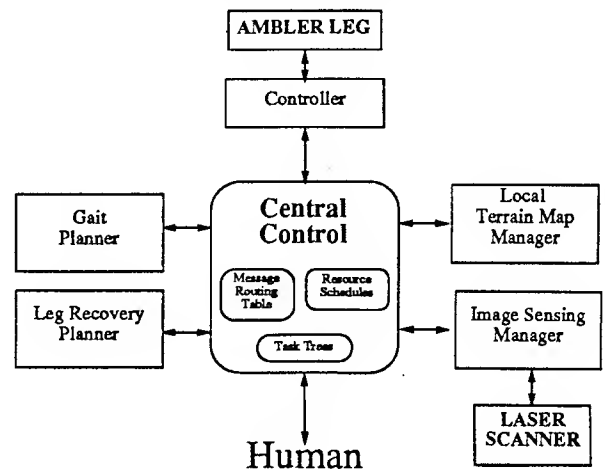 AMBLER LEG
Controller
Gait
Planner
Central
Control
Local
Terrain Map
Manager
Message
Routing
Table
Resource
Schedules
Leg Recovery
Planner
Image Sensing
Manager
Task Trees
LASER
SCANNER
Human